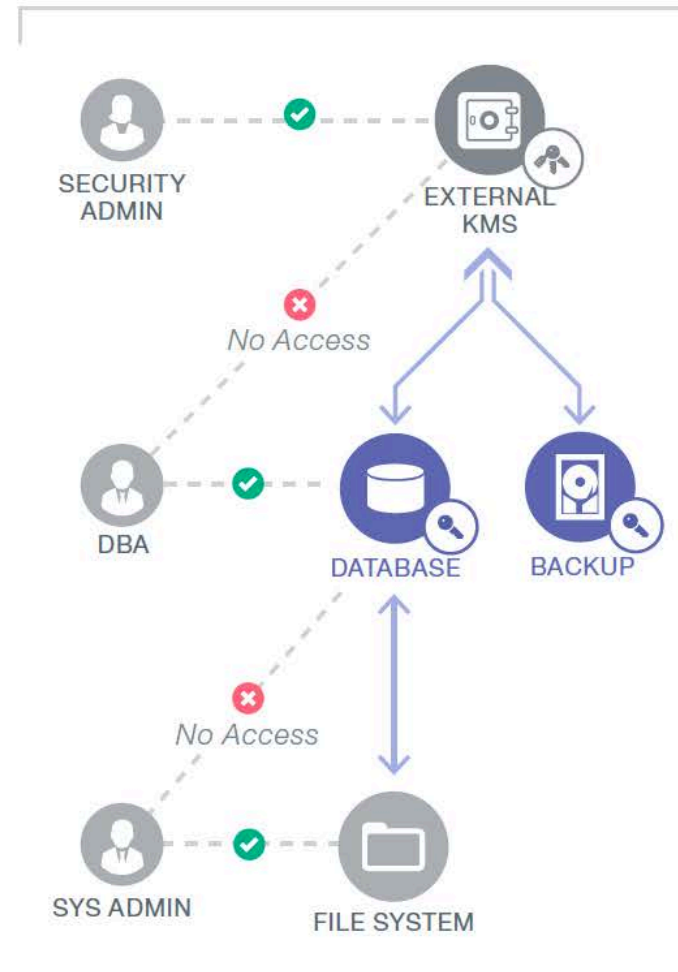 SECURITY
ADMIN
EXTERNAL
KMS
No Access
DBA
DATABASE
BACKUP
No Access
SYS ADMIN
FILE SYSTEM